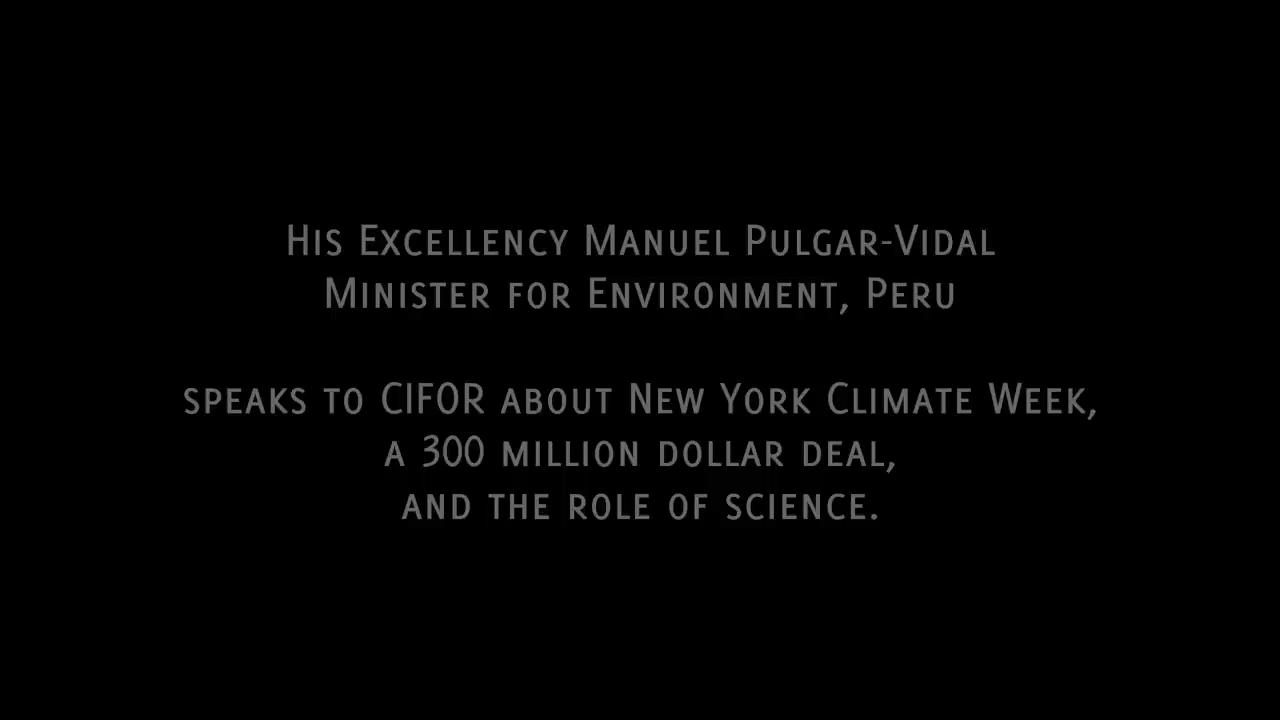 His Excellency Manuel Pulgar-Vidal
Minister for Environment, Peru
speaks to CIFOR about New York Climate Week,
a 300 million dollar deal,
and the role of science.